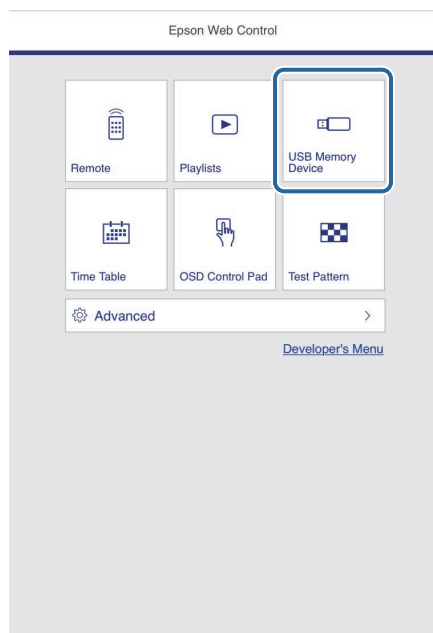 Epson Web Control
Remote
Playlists
USB Memory
Device
Time Table
OSD Control Pad
Test Pattern
Advanced
Developer's Menu